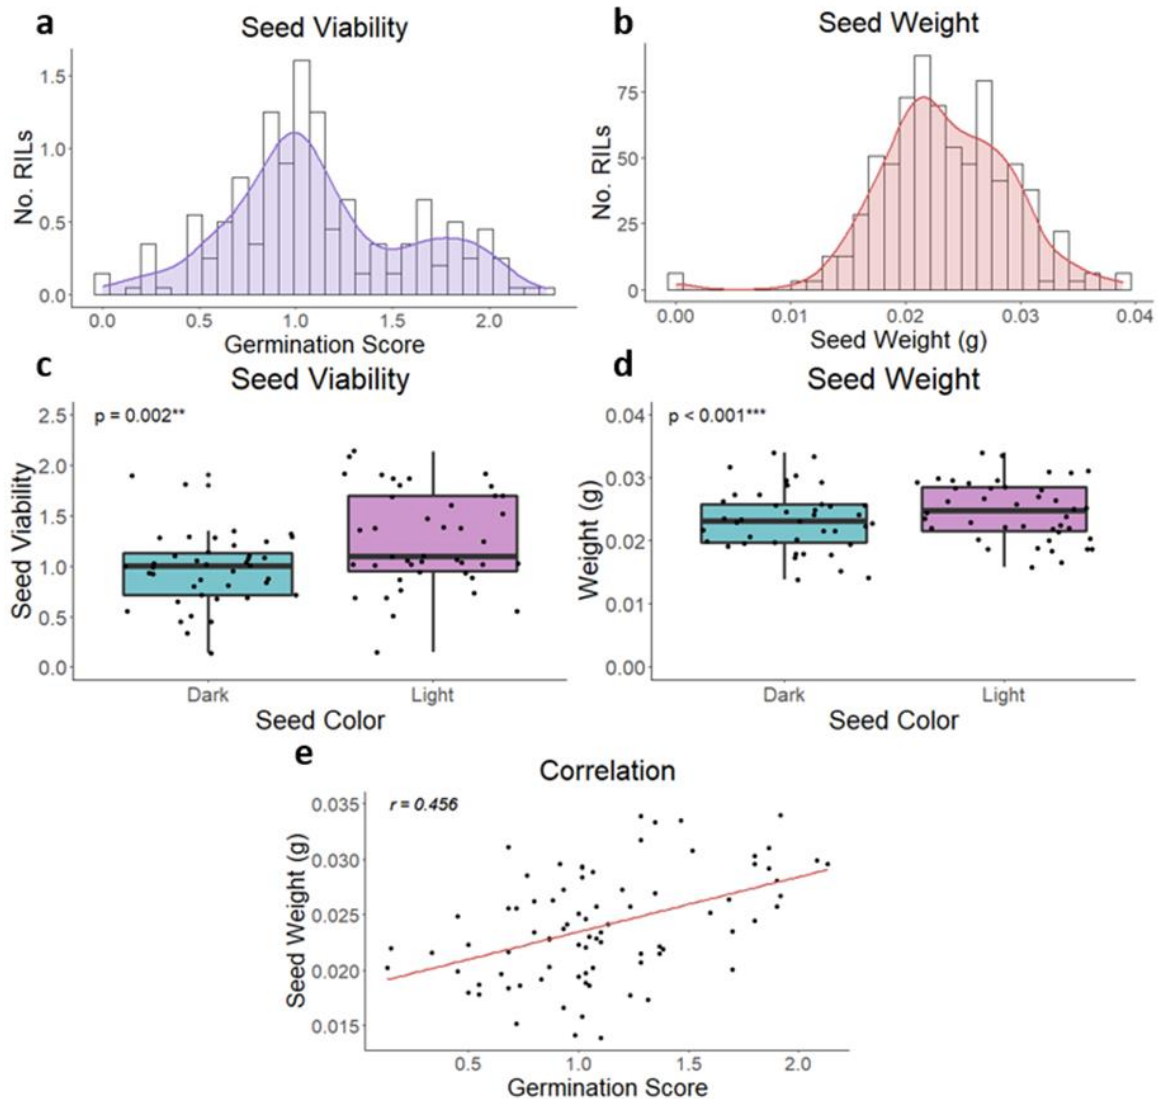 a
Seed Viability
No. RILs
1.5
1.0
0.5
0.0
0.0 0.5 1.0 1.5 2.0
Germination Score
b
Seed Weight
No. RILs
75
50
25
0
0.00 0.01 0.02 0.03 0.04
Seed Weight (g)
c
Seed Viability
p = 0.002**
Seed Viability
2.5
2.0
1.5
1.0
0.5
0.0
Dark Light
Seed Color
d
Seed Weight
p < 0.001***
Weight (g)
0.04
0.03
0.02
0.01
0.00
Dark Light
Seed Color
e
Correlation
r = 0.456
Seed Weight (g)
0.035
0.030
0.025
0.020
0.015
0.5 1.0 1.5 2.0
Germination Score